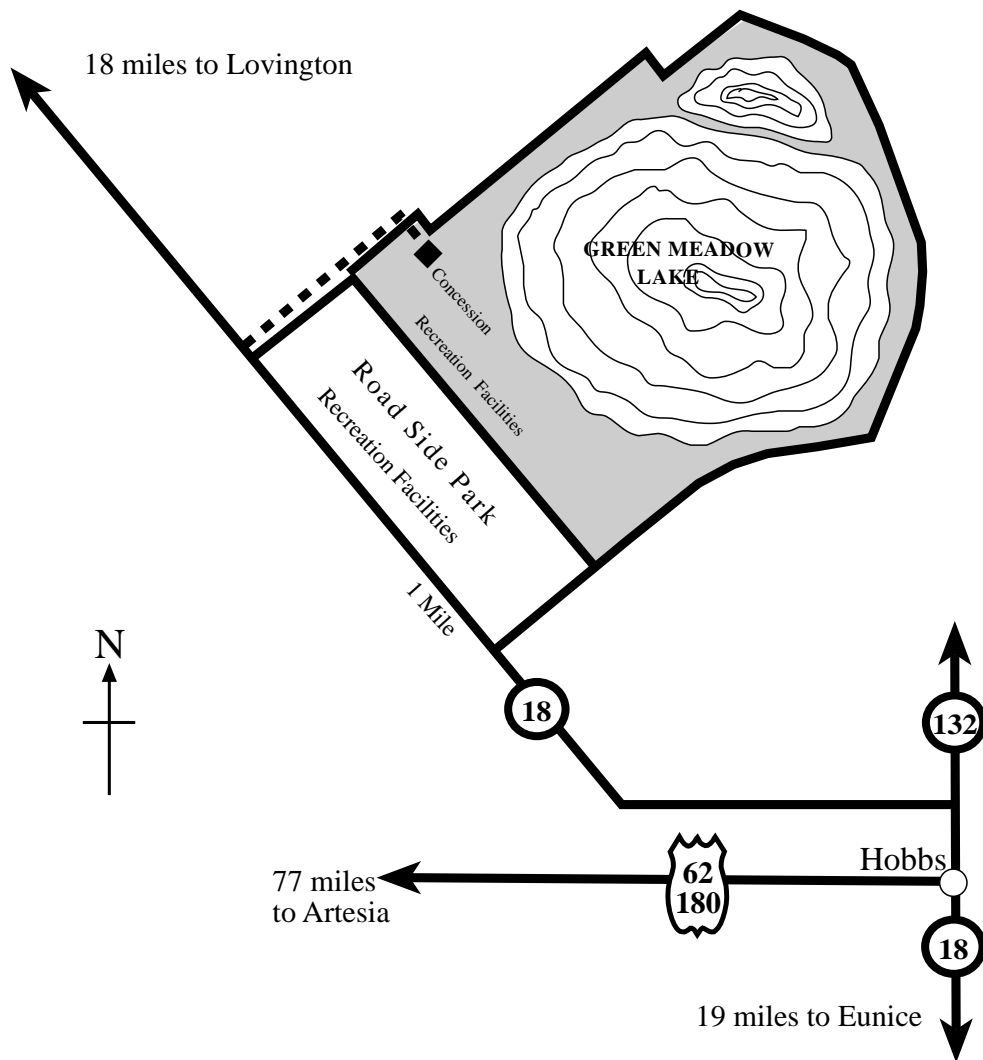 18 miles to Lovington
GREEN MEADOW
LAKE
Concession
Recreation Facilities
Road Side Park
Recreation Facilities
1 Mile
N
18
132
Hobbs
62
180
77 miles
to Artesia
18
19 miles to Eunice